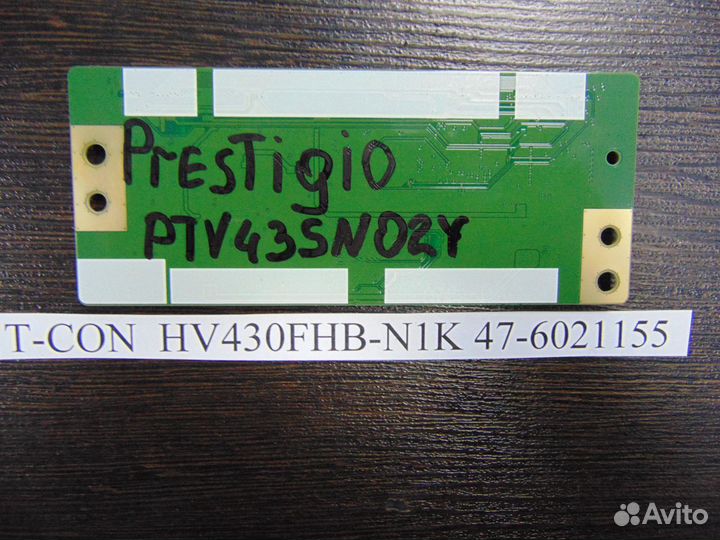 Prestigio
PTV43SN02Y
T-CON HV430FHB-N1K 47-6021155
Avito